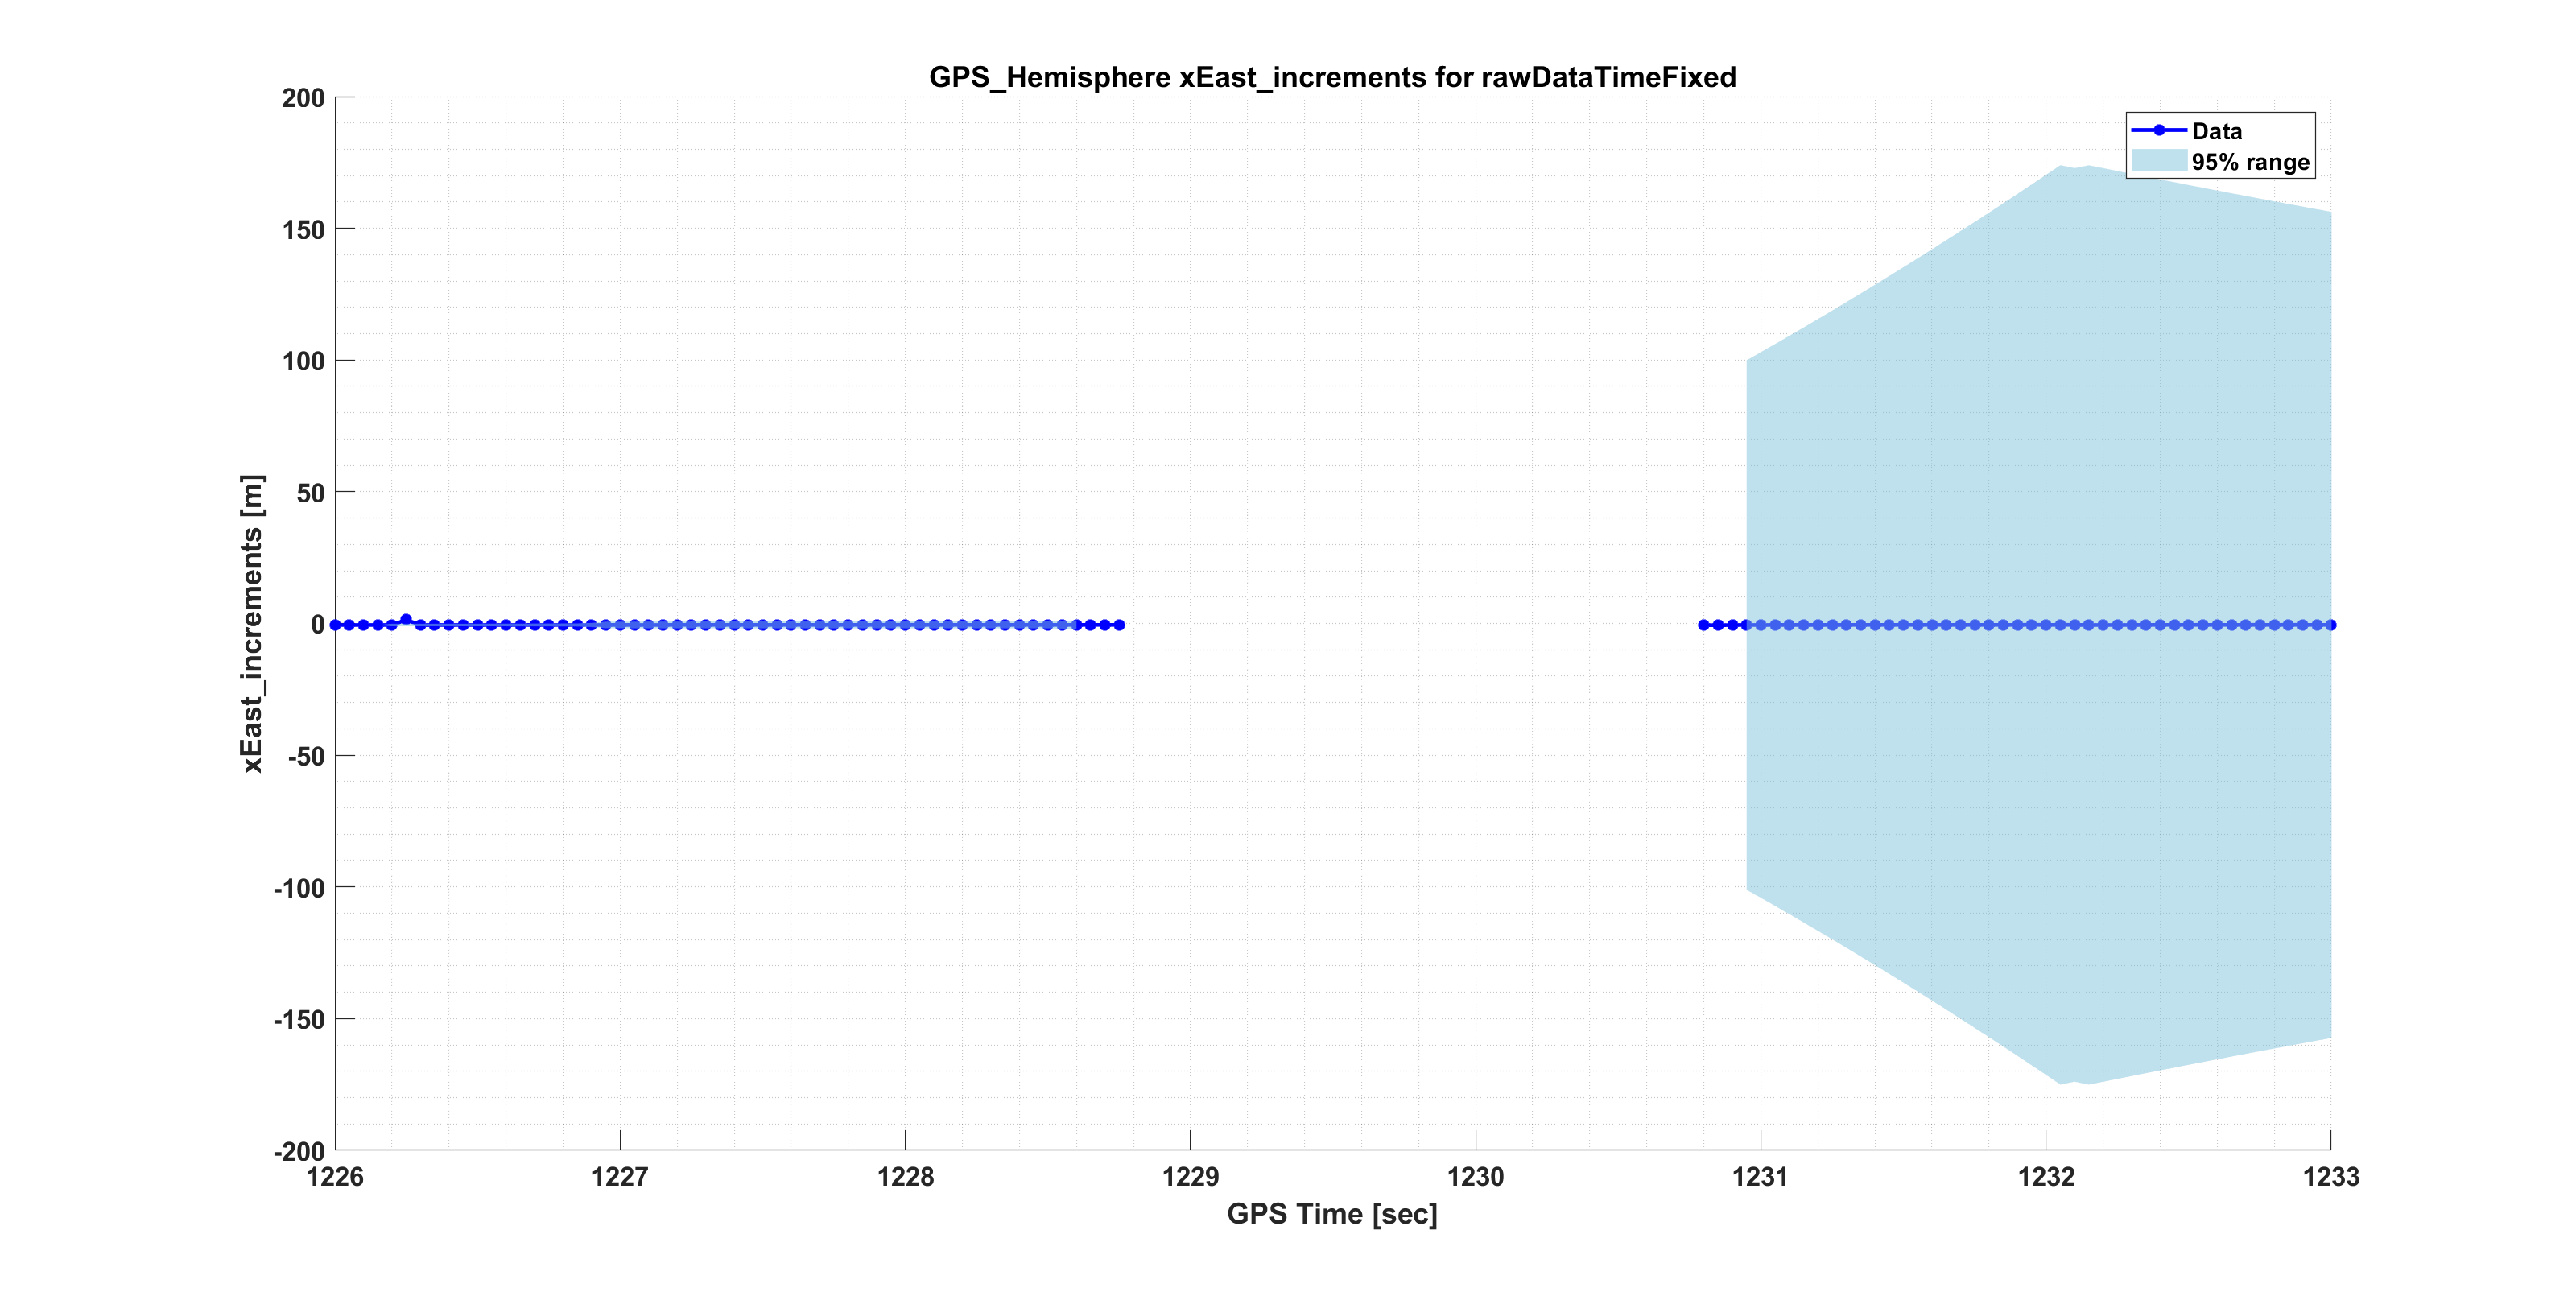 GPS_Hemisphere xEast_increments for rawDataTimeFixed
200
150
100
50
0
-50
-100
-150
-200
xEast_increments [m]
Data
95% range
1226 1227 1228 1229 1230 1231 1232 1233
GPS Time [sec]